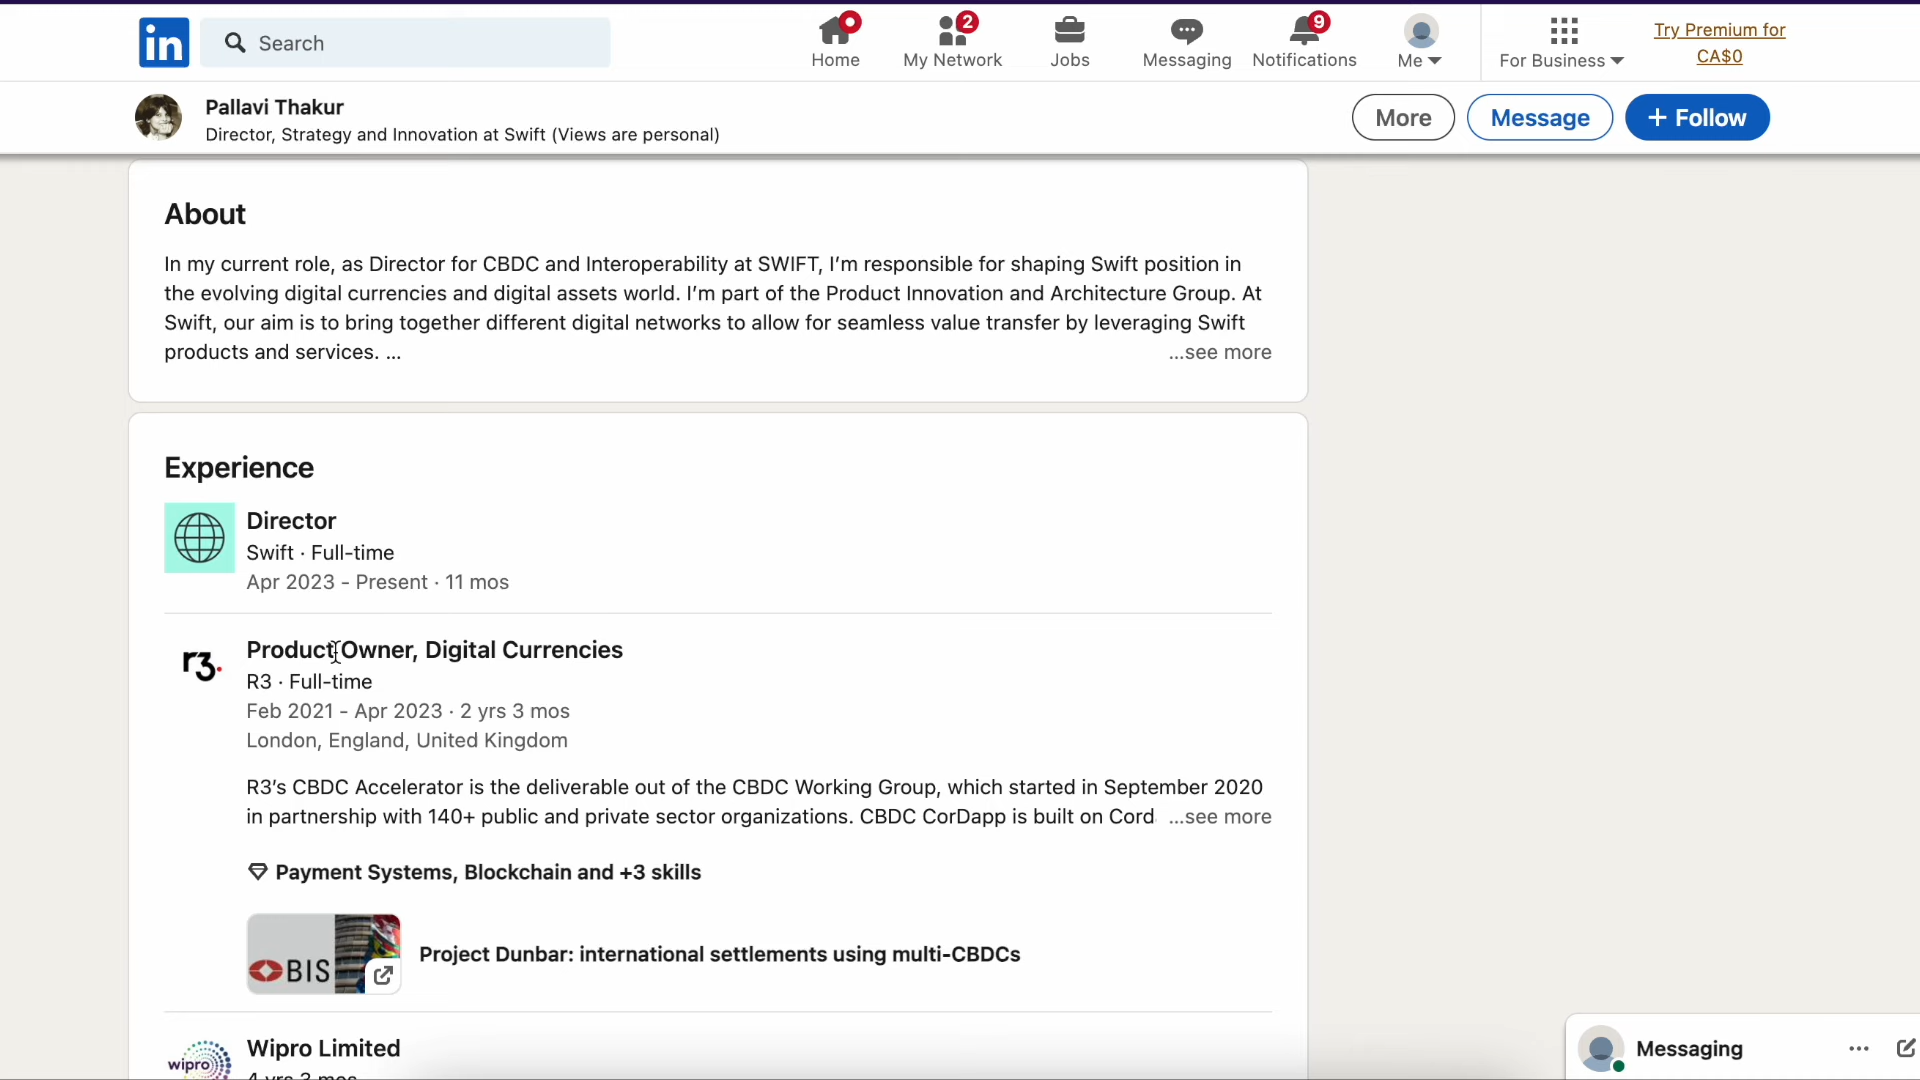 in Search
Home
2
My Network
Jobs
Messaging
9
Notifications
Me
For Business
Try Premium for
CA$0
Pallavi Thakur
Director, Strategy and Innovation at Swift (Views are personal)
More
Message
+ Follow
About
In my current role, as Director for CBDC and Interoperability at SWIFT, I’m responsible for shaping Swift position in
the evolving digital currencies and digital assets world. I’m part of the Product Innovation and Architecture Group. At
Swift, our aim is to bring together different digital networks to allow for seamless value transfer by leveraging Swift
products and services. ... ...see more
Experience
Director
Swift · Full-time
Apr 2023 - Present · 11 mos
r3.
Product Owner, Digital Currencies
R3 · Full-time
Feb 2021 - Apr 2023 · 2 yrs 3 mos
London, England, United Kingdom
R3’s CBDC Accelerator is the deliverable out of the CBDC Working Group, which started in September 2020
in partnership with 140+ public and private sector organizations. CBDC CorDapp is built on Cord ...see more
Payment Systems, Blockchain and +3 skills
BIS
Project Dunbar: international settlements using multi-CBDCs
wipro
Wipro Limited
4 yrs 3 mos
Messaging